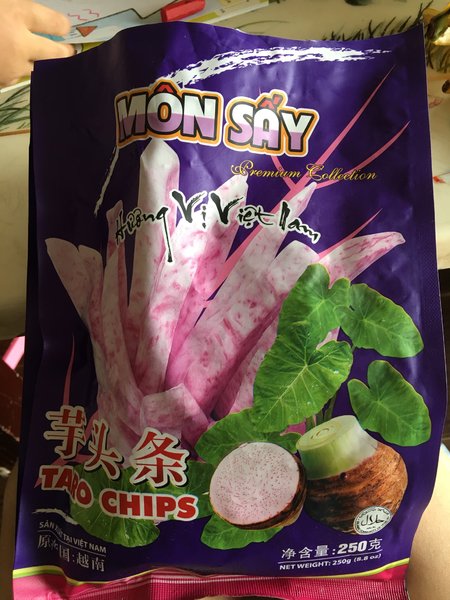 MÔN SẤY
Premium Collection
Hương Vị Việt Nam
芋头条
TARO CHIPS
SẢN XUẤT TẠI VIỆT NAM
原产国:越南
净含量:250克
NET WEIGHT: 250g (8.8 oz)